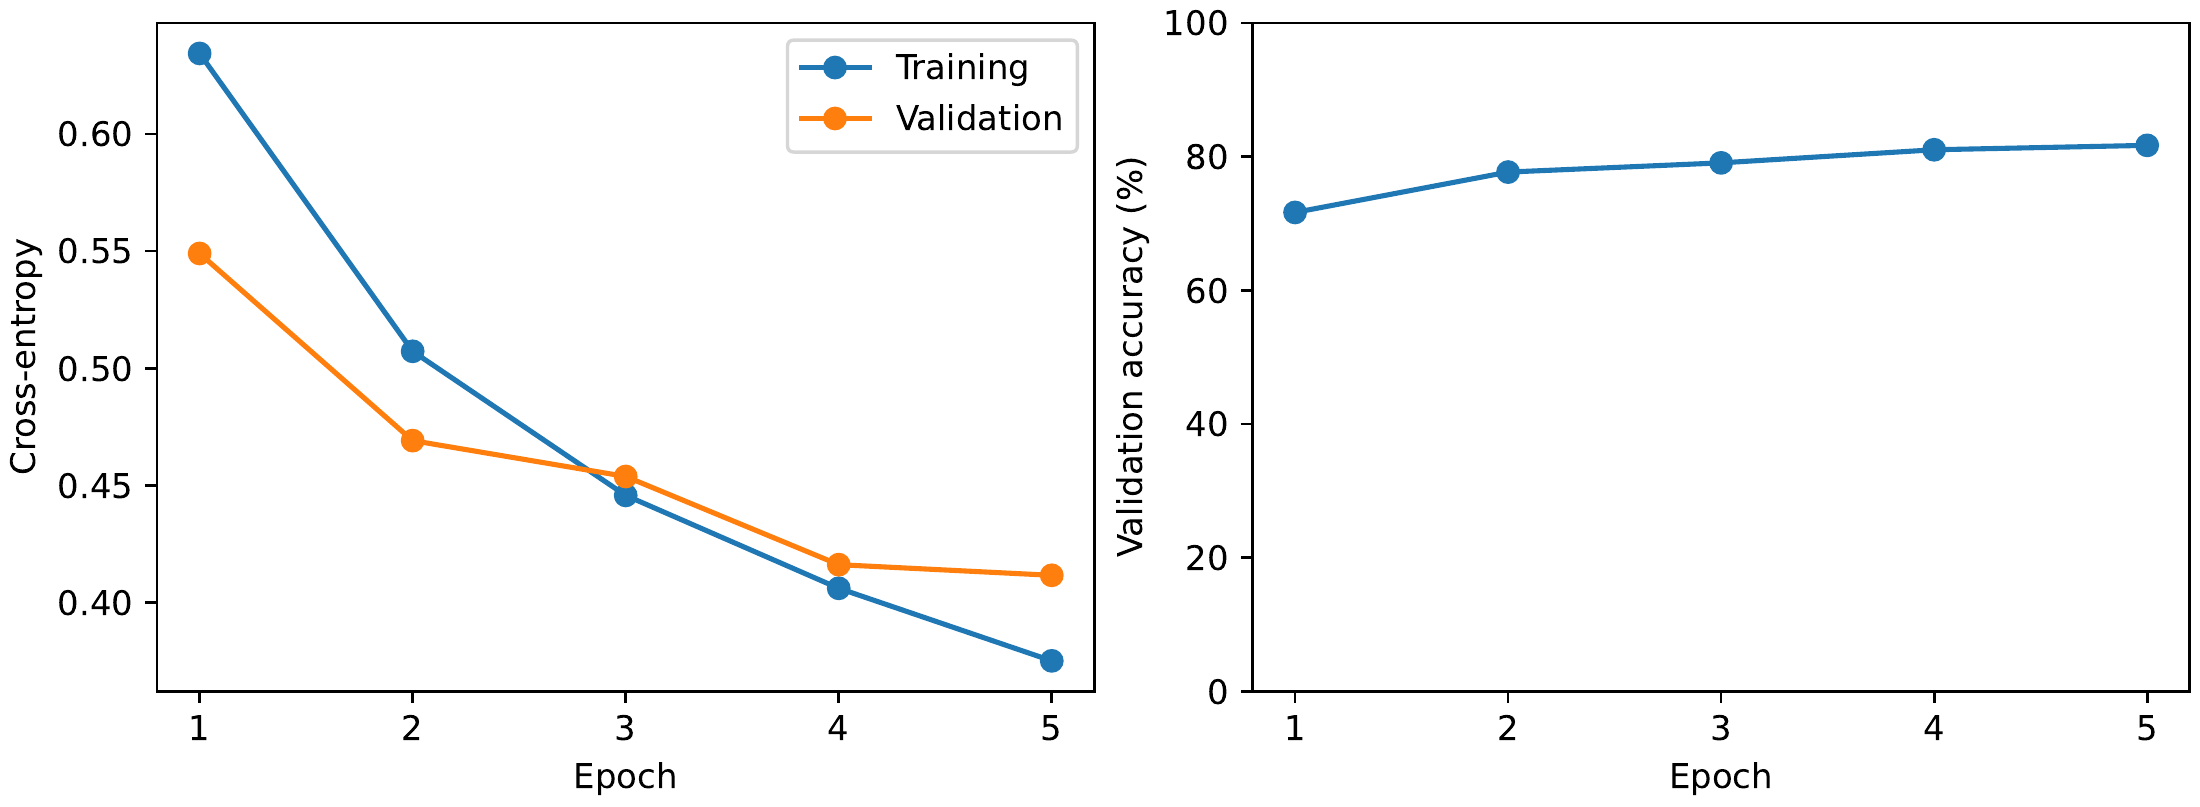 Cross-entropy
0.60
0.55
0.50
0.45
0.40
Training
Validation
1 2 3 4 5
Epoch
Validation accuracy (%)
100
80
60
40
20
0
1 2 3 4 5
Epoch